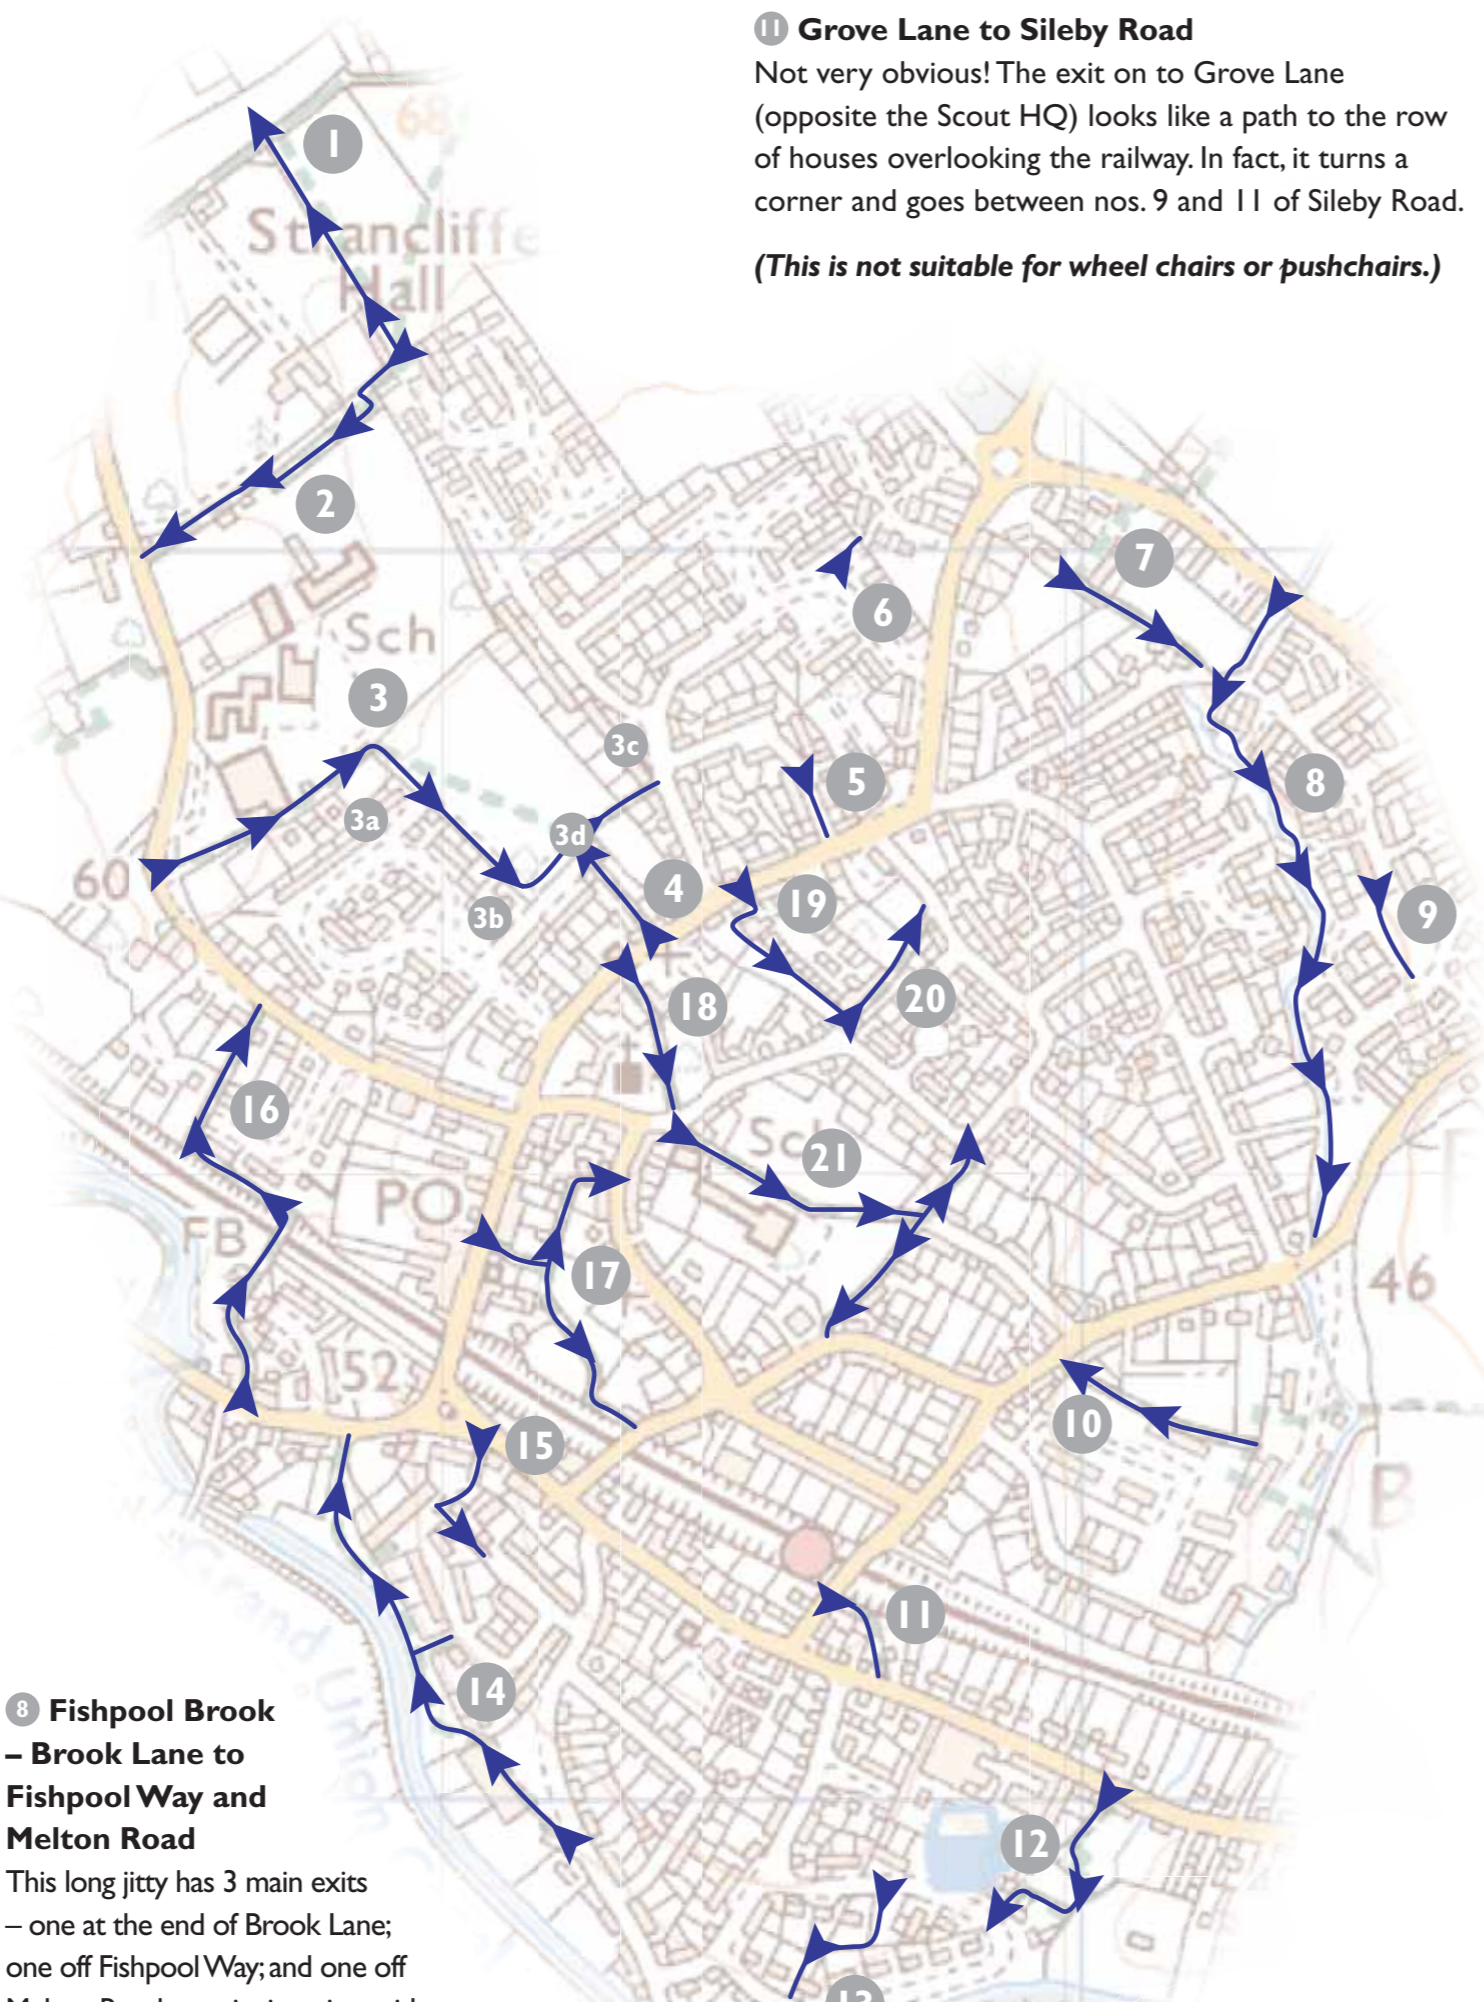 11 Grove Lane to Sileby Road
Not very obvious! The exit on to Grove Lane
(opposite the Scout HQ) looks like a path to the row
of houses overlooking the railway. In fact, it turns a
corner and goes between nos. 9 and 11 of Sileby Road.
(This is not suitable for wheel chairs or pushchairs.)
1
68
Strancliffe
Hall
2
7
6
Sch
3
3c
5
8
3a
3d
60
4
19
9
3b
18
20
16
Sch
21
PO
FB
17
46
52
10
15
B
11
Grand Union
14
8 Fishpool Brook
– Brook Lane to
Fishpool Way and
Melton Road
This long jitty has 3 main exits
– one at the end of Brook Lane;
one off Fishpool Way; and one off
12
13